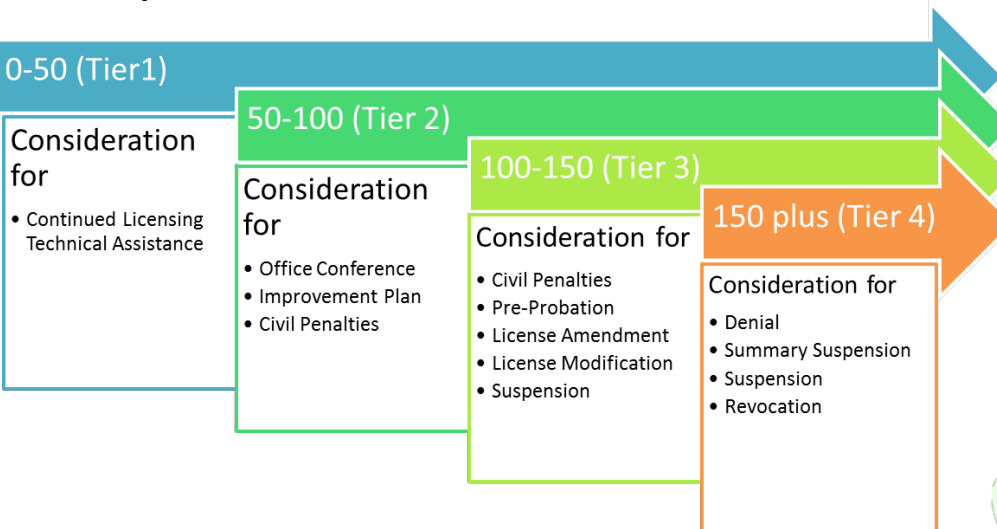 0-50 (Tier1)
Consideration
for
• Continued Licensing
Technical Assistance
50-100 (Tier 2)
Consideration
for
• Office Conference
• Improvement Plan
• Civil Penalties
100-150 (Tier 3)
Consideration for
• Civil Penalties
• Pre-Probation
• License Amendment
• License Modification
• Suspension
150 plus (Tier 4)
Consideration for
• Denial
• Summary Suspension
• Suspension
• Revocation